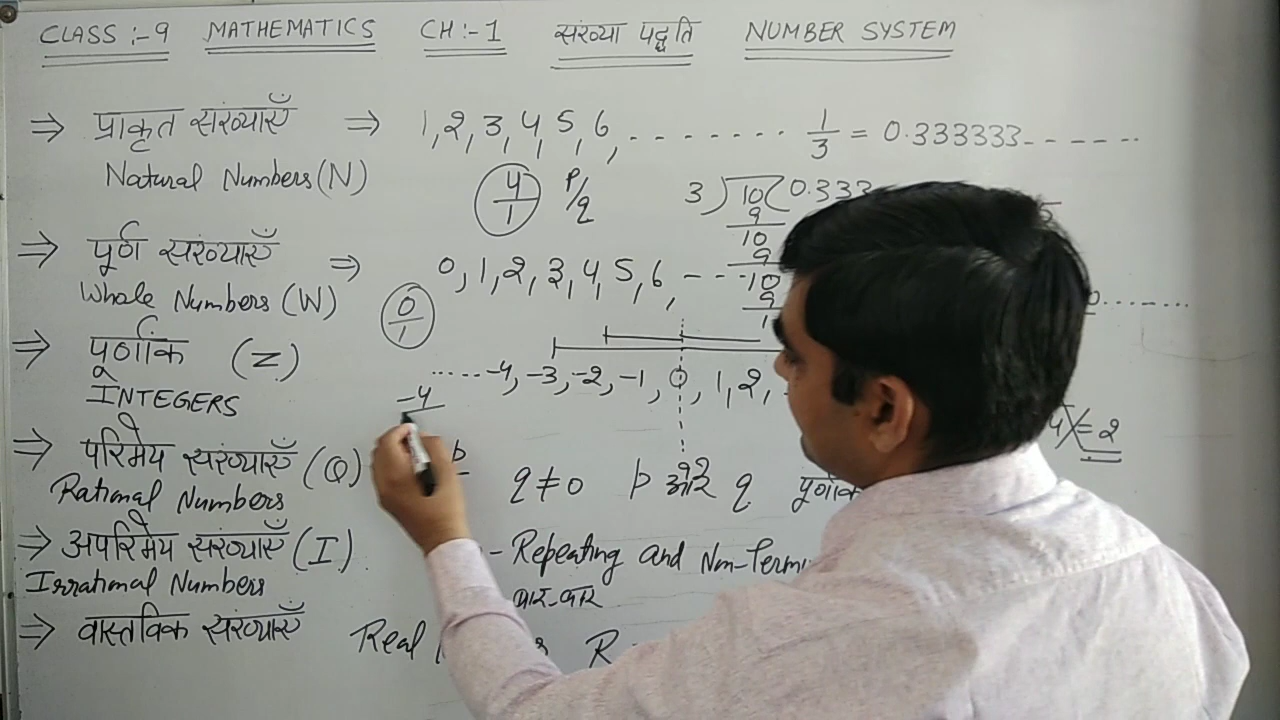 CLASS :- 9 MATHEMATICS CH :- 1 संख्या पद्धति NUMBER SYSTEM
⇒ प्राकृत संख्याएँ ⇒ 1, 2, 3, 4, 5, 6, - - - - - - - - 1/3 = 0.333333 - - - - - -
Natural Numbers (N)
4/1 P/q 3 ) 10 ( 0.333
9
10
9
10
9
1
⇒ पूर्ण संख्याएँ ⇒ 0, 1, 2, 3, 4, 5, 6, - - -
Whole Numbers (W)
0/1
⇒ पूर्णांक (Z)
INTEGERS
..... -4, -3, -2, -1, 0, 1, 2,
-4
4 = 2
⇒ परिमेय संख्याएँ (Q) p q ≠ 0 p और q पूर्णांक
Rational Numbers
⇒ अपरिमेय संख्याएँ (I) - Repeating and Non-Termi
Irrational Numbers बार-बार
⇒ वास्तविक संख्याएँ Real R